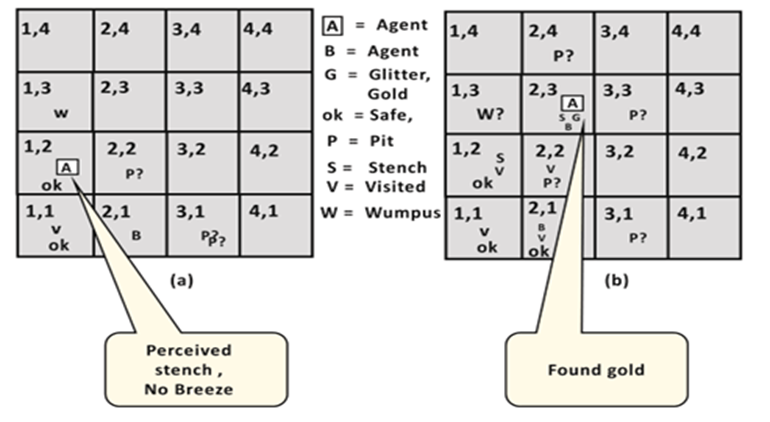 1,4 2,4 3,4 4,4
1,3 2,3 3,3 4,3
w
1,2 2,2 3,2 4,2
A P?
ok
1,1 2,1 3,1 4,1
v B P? P?
ok
(a)
Perceived
stench ,
No Breeze
A = Agent
B = Agent
G = Glitter,
Gold
ok = Safe,
P = Pit
S = Stench
V = Visited
W = Wumpus
1,4 2,4 3,4 4,4
P?
1,3 2,3 3,3 4,3
W? A P?
S G
B
1,2 2,2 3,2 4,2
S
V V
ok P?
1,1 2,1 3,1 4,1
v B P?
V
ok ok
(b)
Found gold